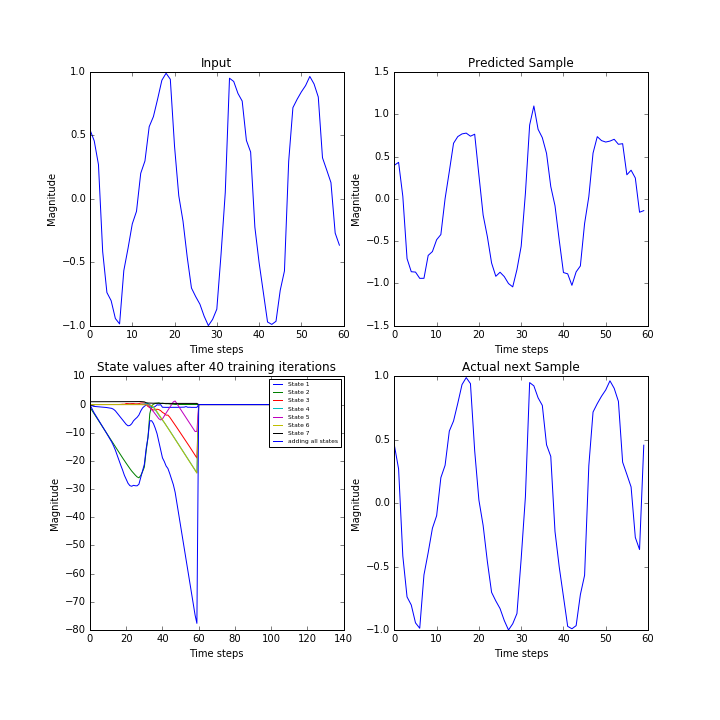 Input
1.0
0.5
0.0
−0.5
−1.0
Magnitude
0 10 20 30 40 50 60
Time steps
Predicted Sample
1.5
1.0
0.5
0.0
−0.5
−1.0
−1.5
Magnitude
0 10 20 30 40 50 60
Time steps
State values after 40 training iterations
10
0
−10
−20
−30
−40
−50
−60
−70
−80
Magnitude
State 1
State 2
State 3
State 4
State 5
State 6
State 7
adding all states
0 20 40 60 80 100 120 140
Time steps
Actual next Sample
1.0
0.5
0.0
−0.5
−1.0
Magnitude
0 10 20 30 40 50 60
Time steps